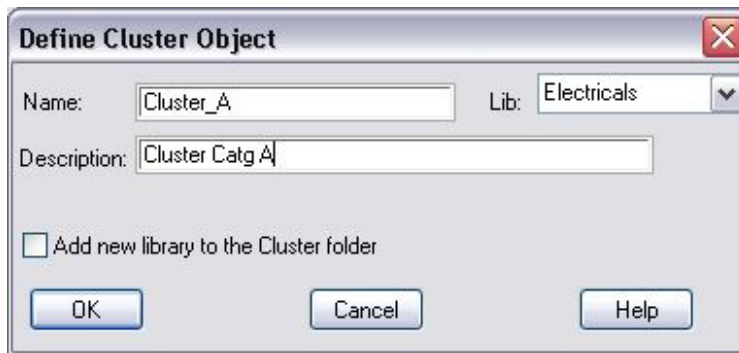 Define Cluster Object
Name: Cluster_A Lib: Electricals
Description: Cluster Catg A
Add new library to the Cluster folder
OK Cancel Help